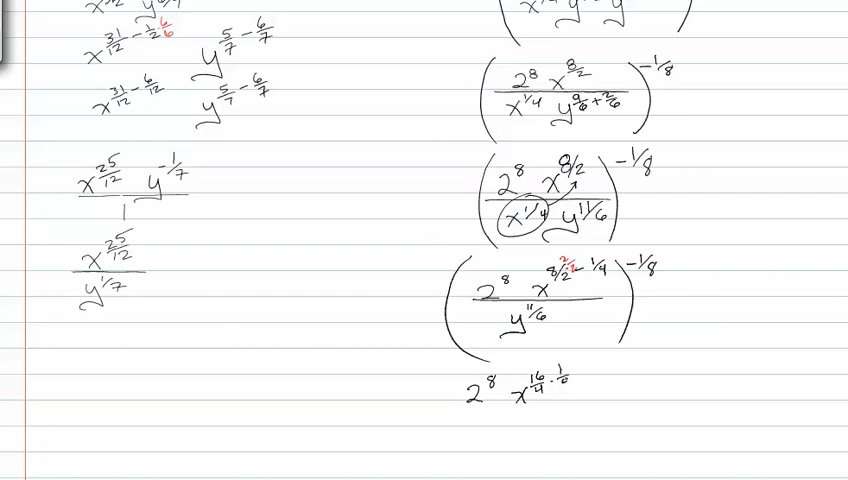 x^{31/12 - 1/2 · 6/6} y^{5/7 - 6/7}
x^{31/12 - 6/12} y^{5/7 - 6/7}
x^{25/12} y^{-1/7} / 1
x^{25/12} / y^{1/7}
(2^8 x^{8/2} / x^{1/4} y^{9/6 + 2/6})^{-1/8}
(2^8 x^{8/2} / x^{1/4} y^{11/6})^{-1/8}
(2^8 x^{8/2 · 2/2 - 1/4} / y^{11/6})^{-1/8}
2^8 x^{16/4 -